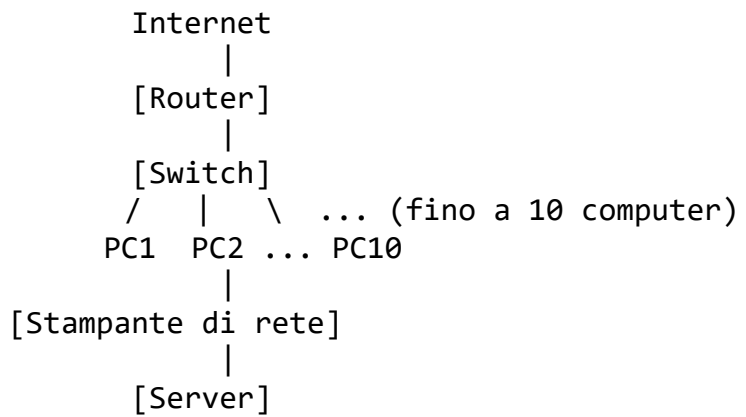 Internet
|
[Router]
|
[Switch]
/ | \ ... (fino a 10 computer)
PC1 PC2 ... PC10
|
[Stampante di rete]
|
[Server]